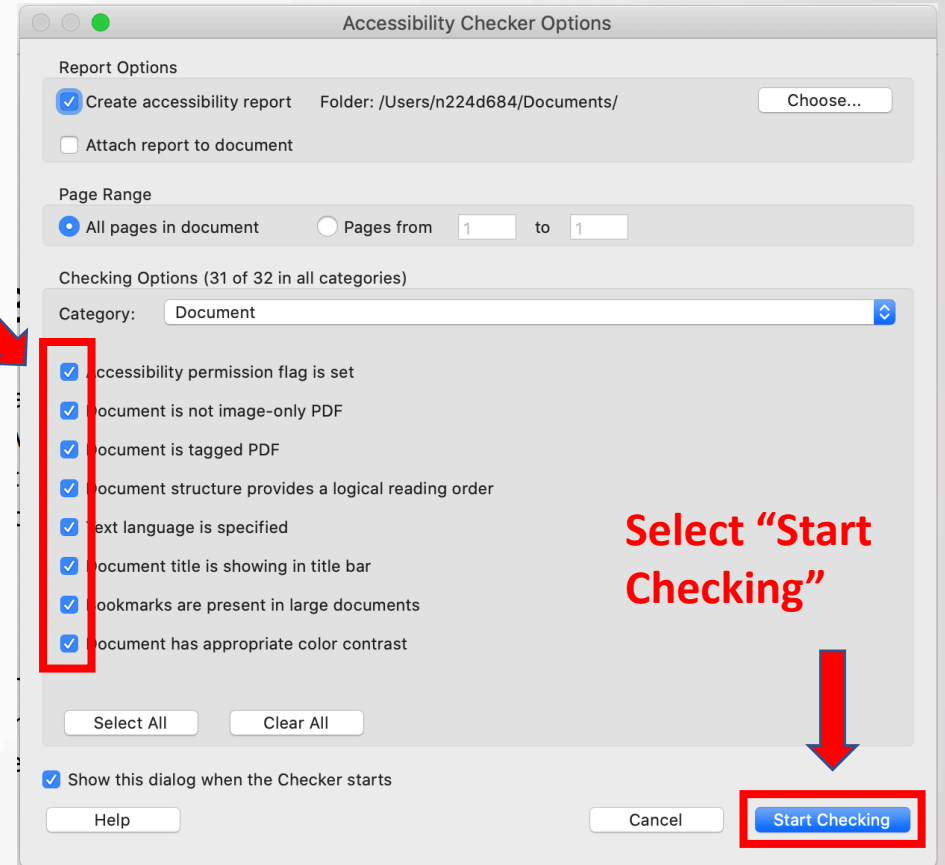 Accessibility Checker Options
Report Options
Create accessibility report Folder: /Users/n224d684/Documents/ Choose...
Attach report to document
Page Range
All pages in document Pages from 1 to 1
Checking Options (31 of 32 in all categories)
Category: Document
Accessibility permission flag is set
Document is not image-only PDF
Document is tagged PDF
Document structure provides a logical reading order
Text language is specified
Document title is showing in title bar
Bookmarks are present in large documents
Document has appropriate color contrast
Select “Start
Checking”
Select All Clear All
Show this dialog when the Checker starts
Help Cancel Start Checking